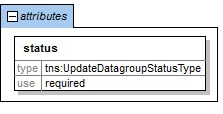 attributes
status
type tns:UpdateDatagroupStatusType
use required